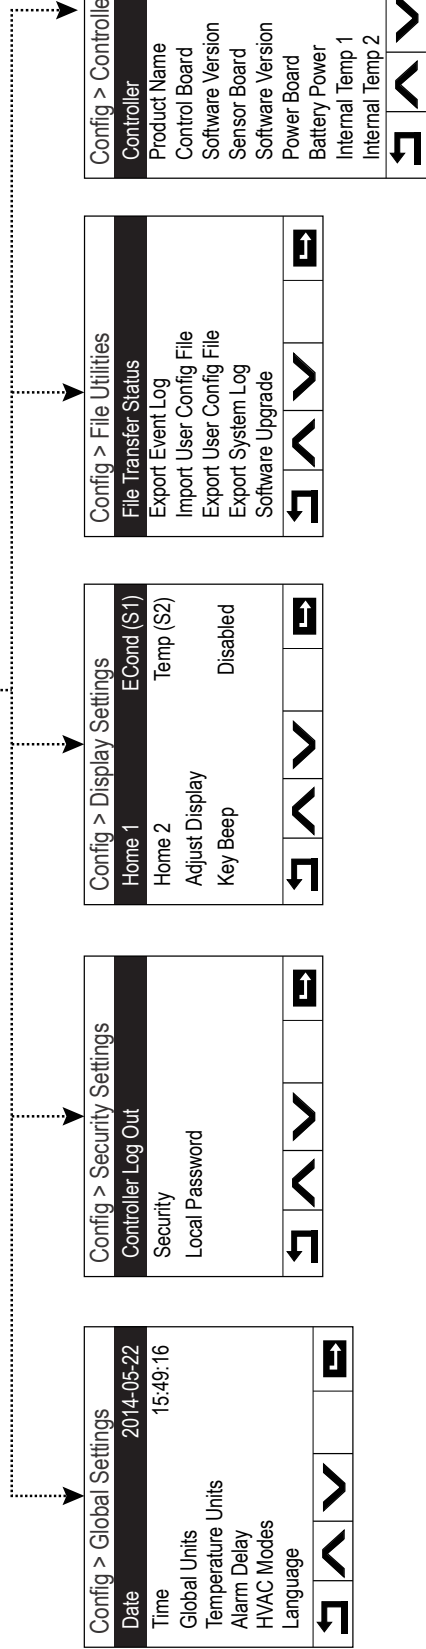 Config > Global Settings
Date 2014-05-22
Time 15:49:16
Global Units
Temperature Units
Alarm Delay
HVAC Modes
Language
Config > Security Settings
Controller Log Out
Security
Local Password
Config > Display Settings
Home 1 ECond (S1)
Home 2 Temp (S2)
Adjust Display
Key Beep Disabled
Config > File Utilities
File Transfer Status
Export Event Log
Import User Config File
Export User Config File
Export System Log
Software Upgrade
Config > Controlle
Controller
Product Name
Control Board
Software Version
Sensor Board
Software Version
Power Board
Battery Power
Internal Temp 1
Internal Temp 2